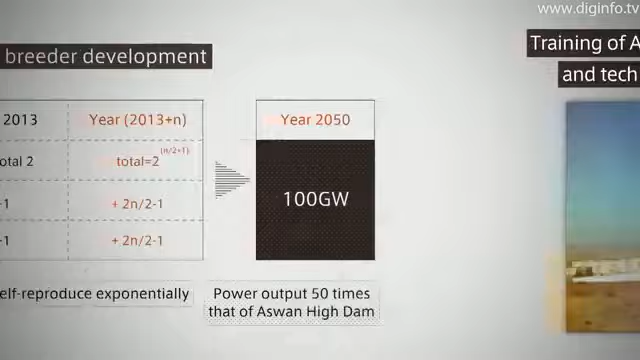 www.diginfo.tv
breeder development
Training of A
and tech
2013
Year (2013+n)
Year 2050
otal 2
total=2(n/2+1)
100GW
-1
+ 2n/2-1
-1
+ 2n/2-1
elf-reproduce exponentially
Power output 50 times
that of Aswan High Dam